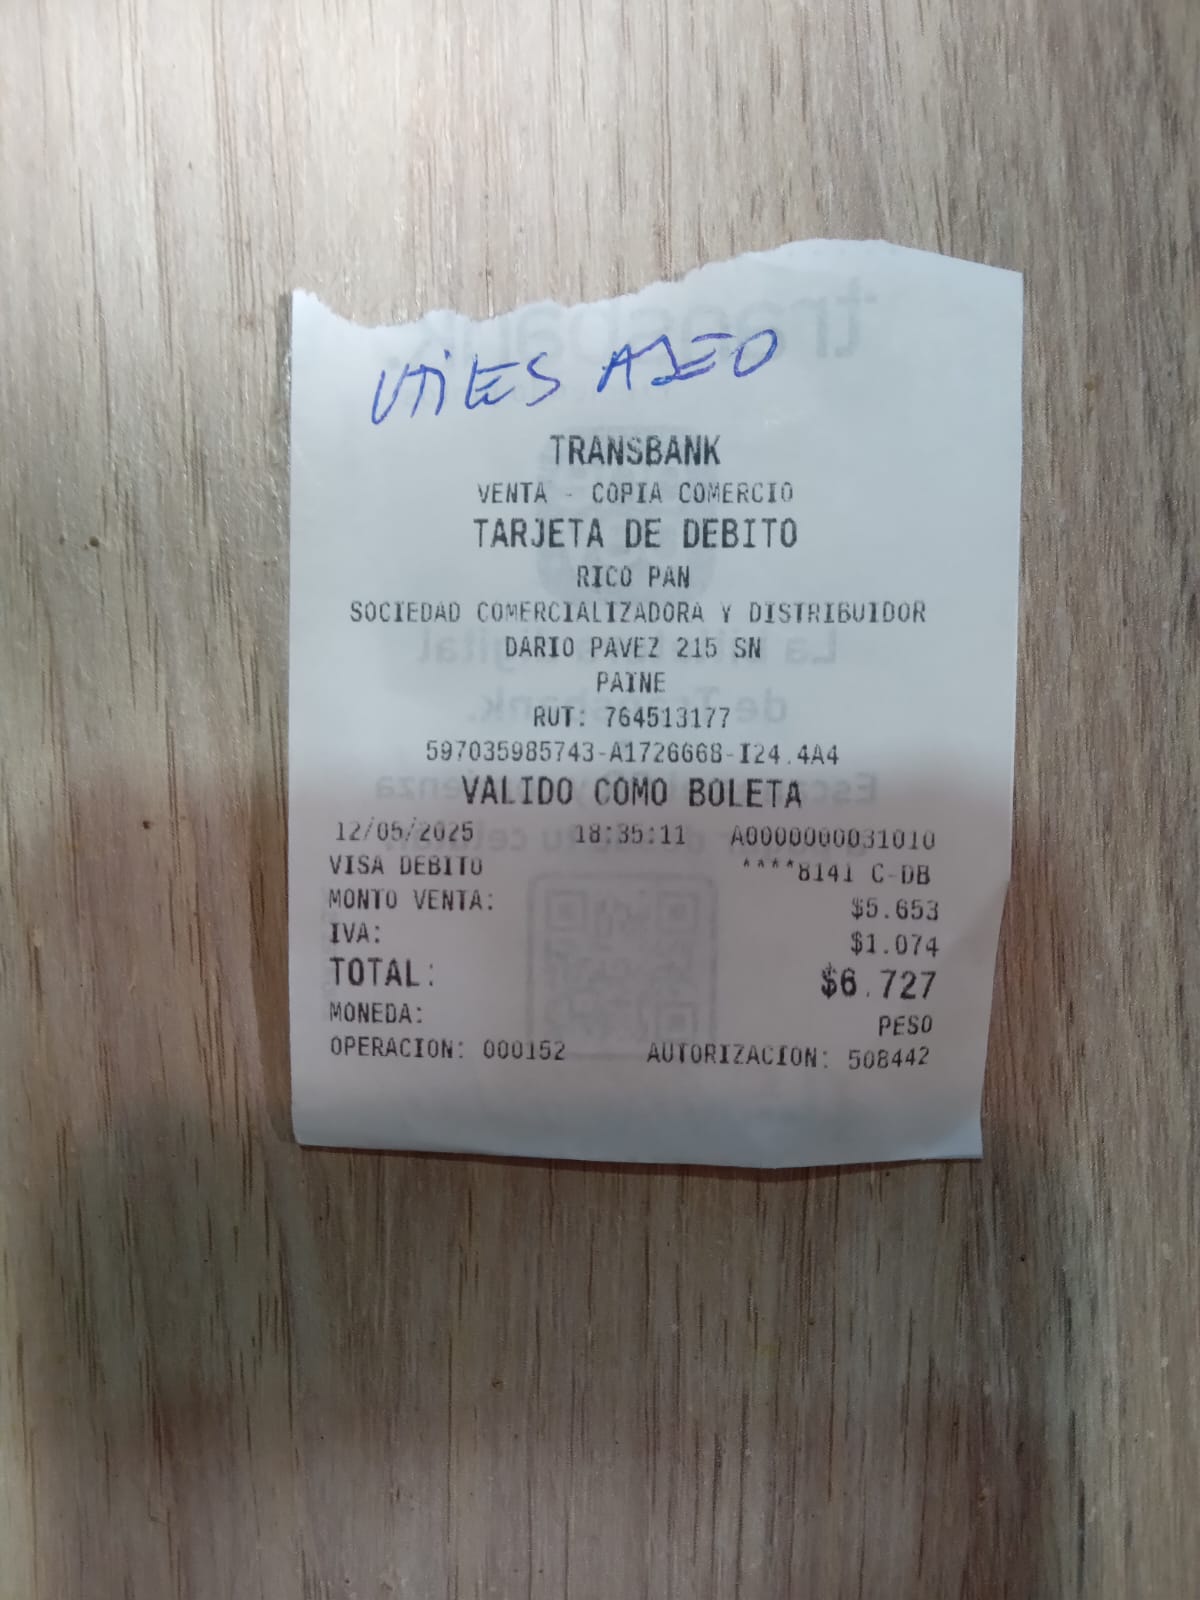 UTILES ASEO
TRANSBANK
VENTA - COPIA COMERCIO
TARJETA DE DEBITO
RICO PAN
SOCIEDAD COMERCIALIZADORA Y DISTRIBUIDOR
DARIO PAVEZ 215 SN
PAINE
RUT: 764513177
597035985743-A1726668-I24.4A4
VALIDO COMO BOLETA
12/05/2025 18:35:11 A0000000031010
VISA DEBITO ****8141 C-DB
MONTO VENTA: $5.653
IVA: $1.074
TOTAL: $6.727
MONEDA: PESO
OPERACION: 000152 AUTORIZACION: 508442